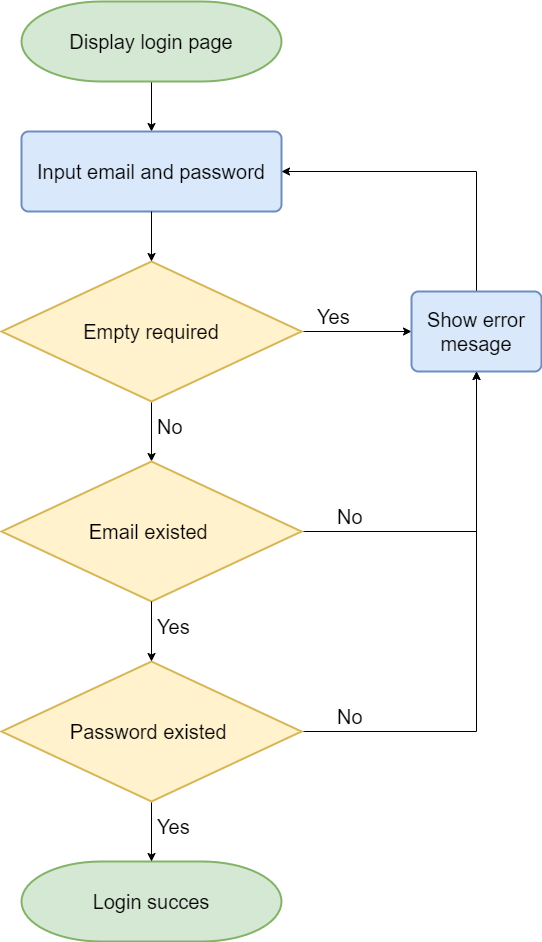 Display login page
Input email and password
Empty required
Yes
Show error
mesage
No
Email existed
No
Yes
Password existed
No
Yes
Login succes